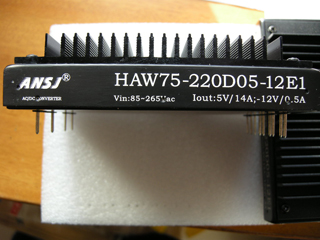 ANSJ®
HAW75-220D05-12E1
AC/DC CONVERTER
Vin:85-265Vac
Iout:5V/14A;-12V/0.5A